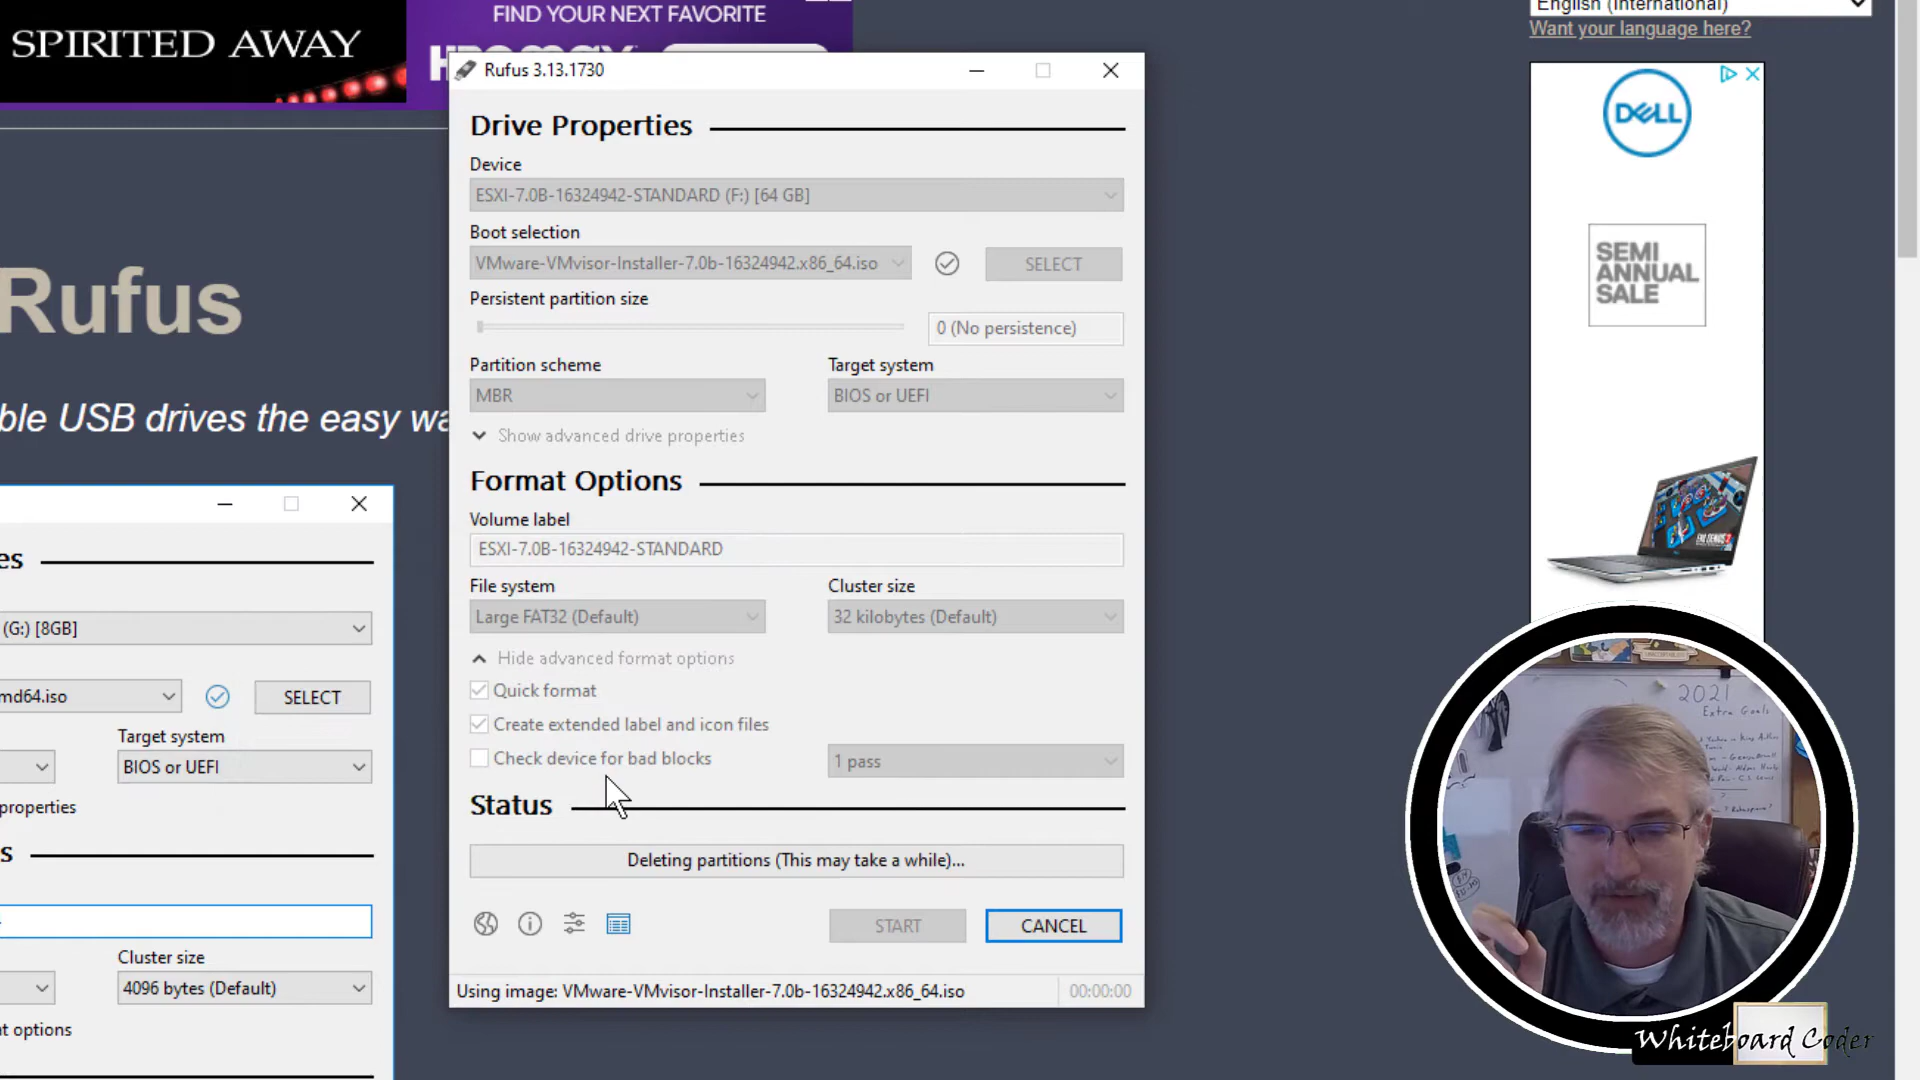 SPIRITED AWAY
FIND YOUR NEXT FAVORITE
English (International)
Want your language here?
Rufus
ble USB drives the easy wa
es
(G:) [8GB]
md64.iso
SELECT
Target system
BIOS or UEFI
properties
s
Cluster size
4096 bytes (Default)
at options
Rufus 3.13.1730
Drive Properties
Device
ESXI-7.0B-16324942-STANDARD (F:) [64 GB]
Boot selection
VMware-VMvisor-Installer-7.0b-16324942.x86_64.iso
SELECT
Persistent partition size
0 (No persistence)
Partition scheme
Target system
MBR
BIOS or UEFI
Show advanced drive properties
Format Options
Volume label
ESXI-7.0B-16324942-STANDARD
File system
Cluster size
Large FAT32 (Default)
32 kilobytes (Default)
Hide advanced format options
Quick format
Create extended label and icon files
Check device for bad blocks
1 pass
Status
Deleting partitions (This may take a while)...
START
CANCEL
Using image: VMware-VMvisor-Installer-7.0b-16324942.x86_64.iso
00:00:00
DELL
SEMI
ANNUAL
SALE
2021
Extra Goals
Whiteboard Coder